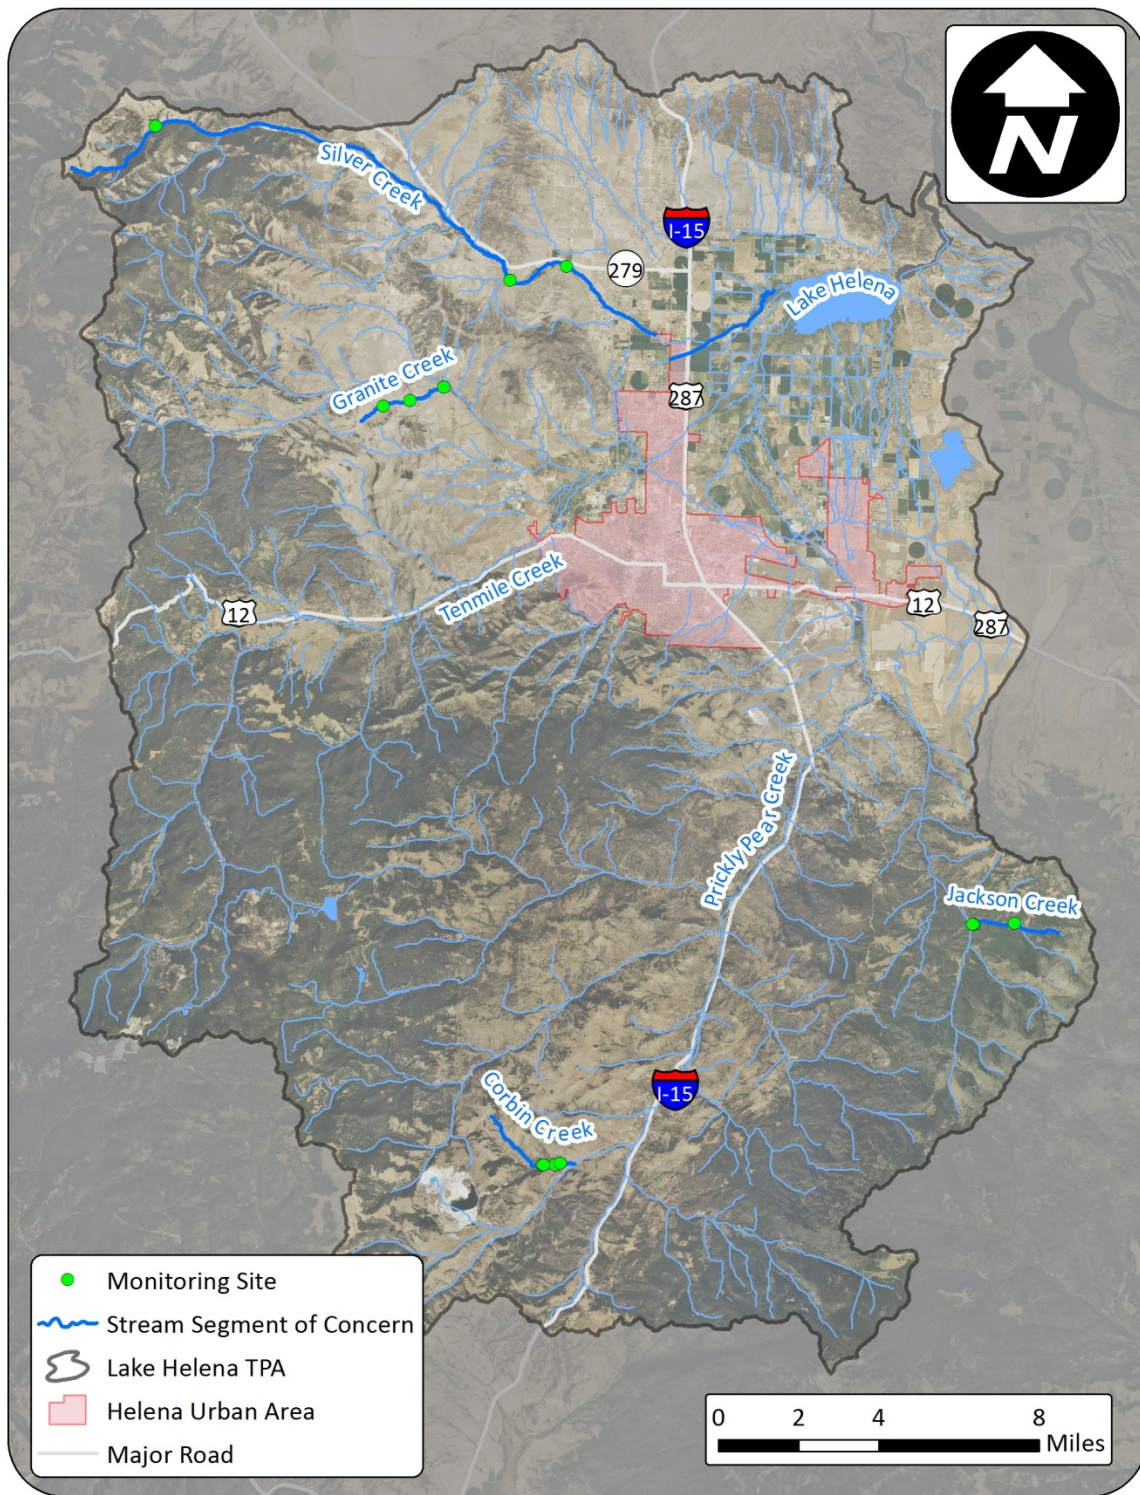 N
Silver Creek
I-15
279
Lake Helena
Granite Creek
287
Tenmile Creek
12
12
287
Prickly Pear Creek
Jackson Creek
I-15
Corbin Creek
Monitoring Site
Stream Segment of Concern
Lake Helena TPA
Helena Urban Area
Major Road
0 2 4 8
Miles